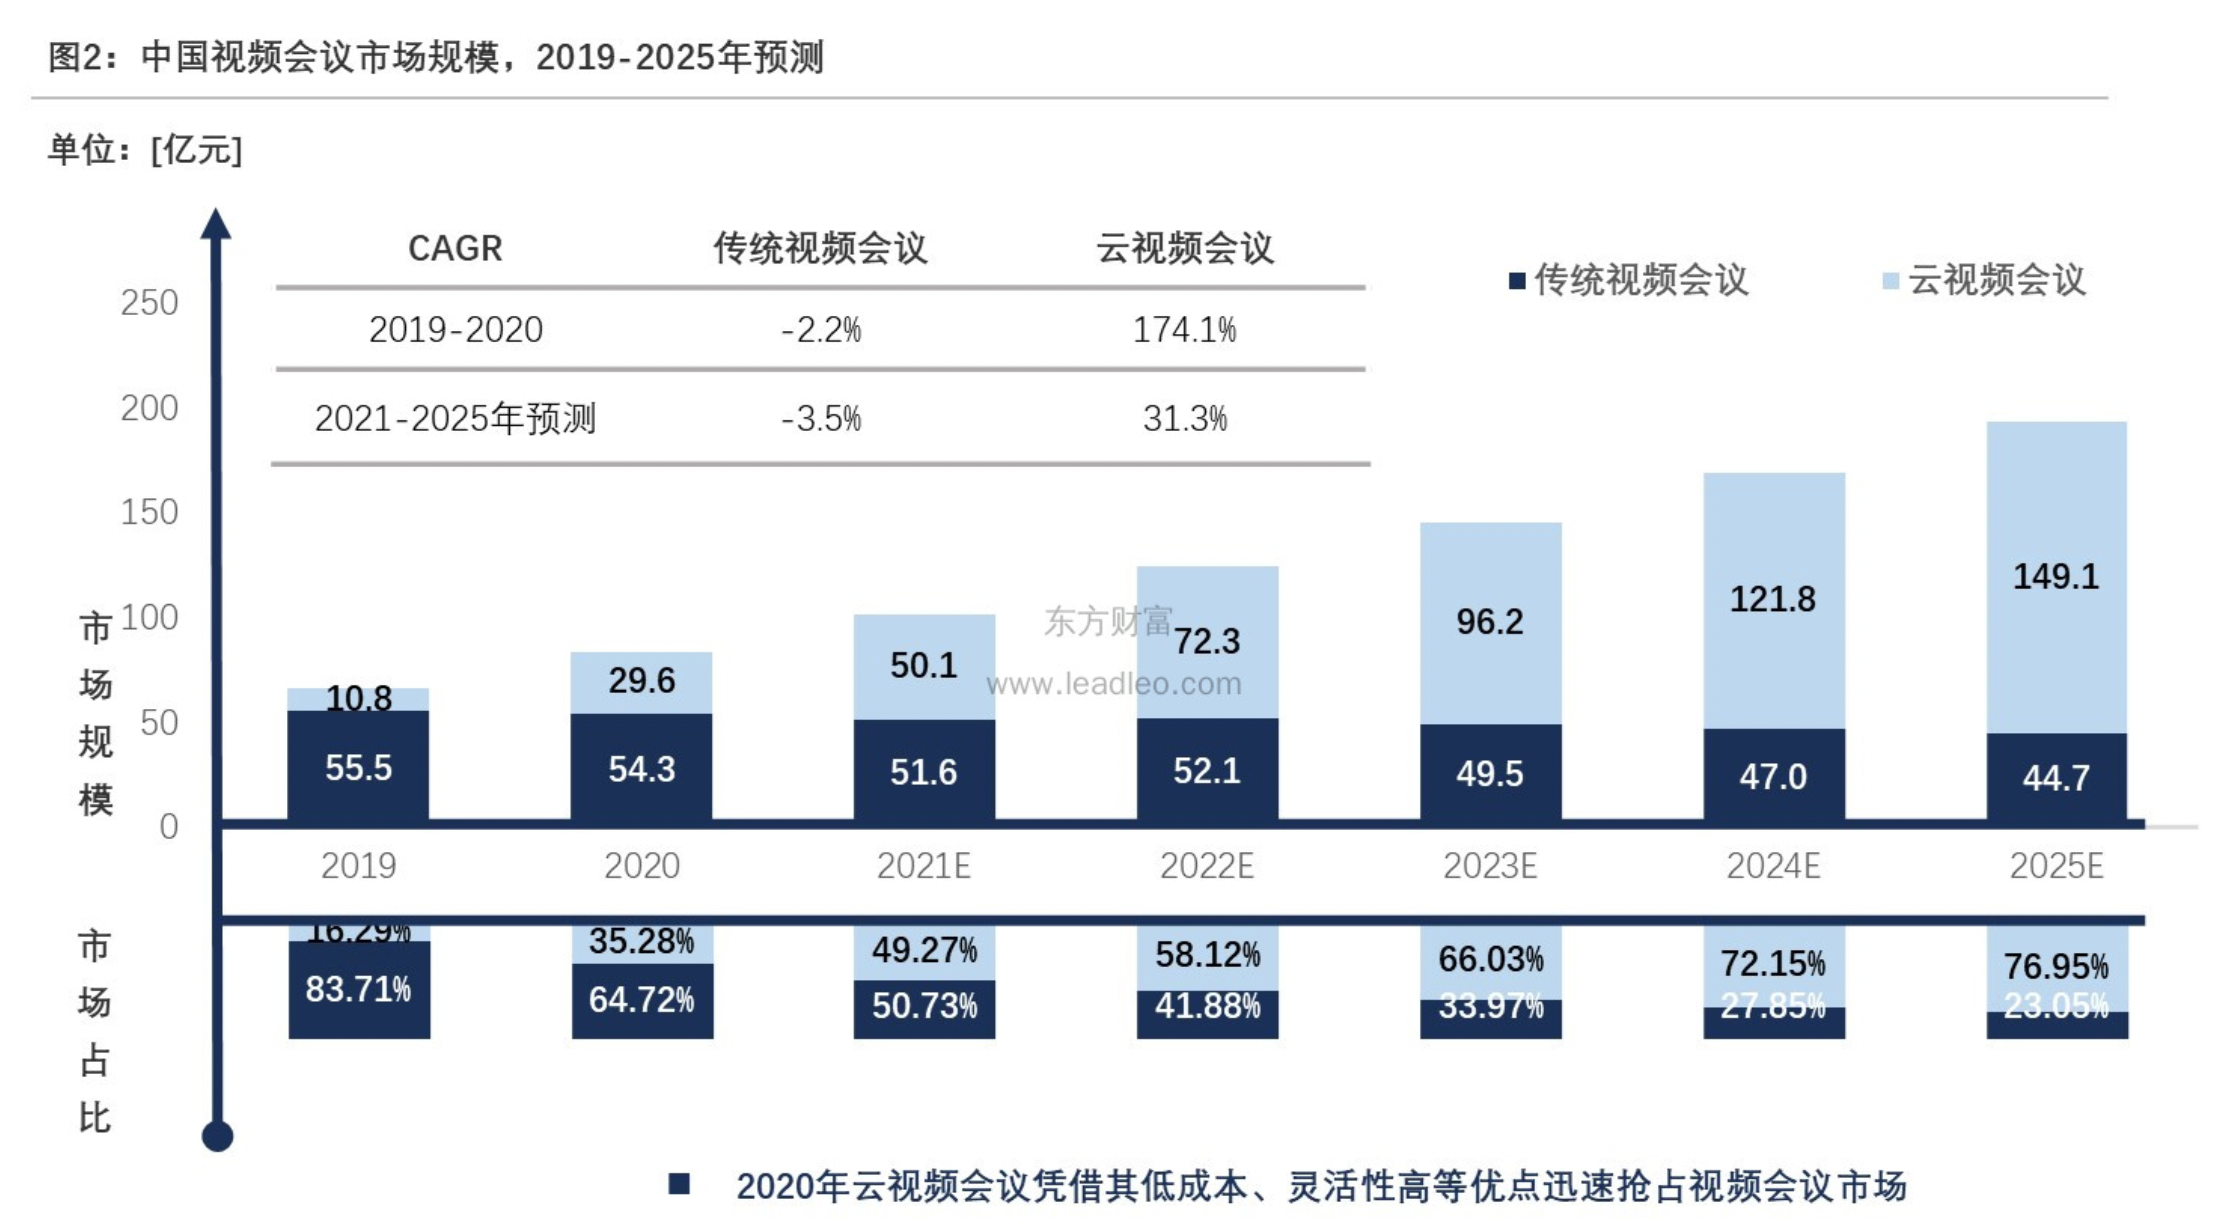 图2：中国视频会议市场规模，2019-2025年预测
单位：[亿元]
CAGR 传统视频会议 云视频会议
2019-2020 -2.2% 174.1%
2021-2025年预测 -3.5% 31.3%
传统视频会议 云视频会议
250
200
150
100
50
0
市场规模
10.8 29.6 50.1 72.3 96.2 121.8 149.1
55.5 54.3 51.6 52.1 49.5 47.0 44.7
东方财富
www.leadleo.com
2019 2020 2021E 2022E 2023E 2024E 2025E
市场占比
16.29% 35.28% 49.27% 58.12% 66.03% 72.15% 76.95%
83.71% 64.72% 50.73% 41.88% 33.97% 27.85% 23.05%
2020年云视频会议凭借其低成本、灵活性高等优点迅速抢占视频会议市场